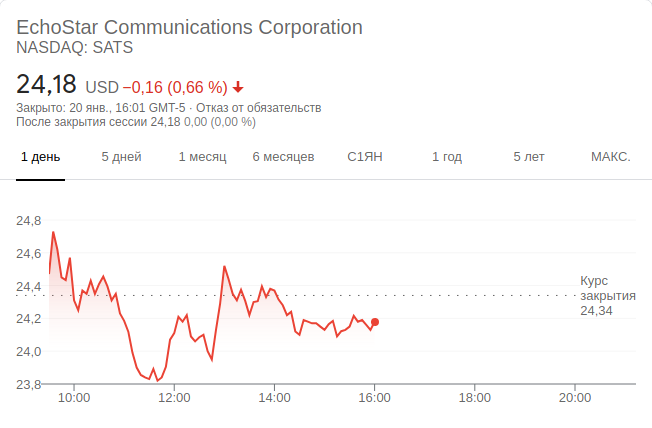 EchoStar Communications Corporation
NASDAQ: SATS
24,18 USD −0,16 (0,66 %)
Закрыто: 20 янв., 16:01 GMT-5 · Отказ от обязательств
После закрытия сессии 24,18 0,00 (0,00 %)
1 день 5 дней 1 месяц 6 месяцев С1ЯН 1 год 5 лет МАКС.
24,8
24,6
24,4
24,2
24,0
23,8
Курс
закрытия
24,34
10:00 12:00 14:00 16:00 18:00 20:00